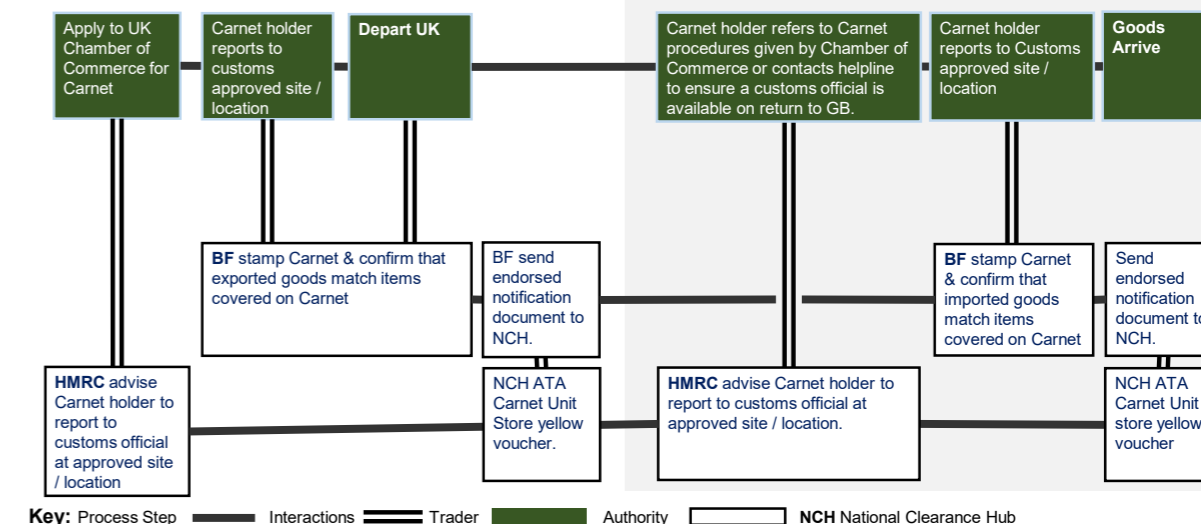 Apply to UK
Chamber of
Commerce for
Carnet
Carnet holder
reports to
customs
approved site /
location
Depart UK
Carnet holder refers to Carnet
procedures given by Chamber of
Commerce or contacts helpline
to ensure a customs official is
available on return to GB.
Carnet holder
reports to Customs
approved site /
location
Goods
Arrive
BF stamp Carnet & confirm that
exported goods match items
covered on Carnet
BF send
endorsed
notification
document to
NCH.
BF stamp Carnet
& confirm that
imported goods
match items
covered on Carnet
Send
endorsed
notification
document
NCH.
HMRC advise
Carnet holder to
report to
customs official
at approved site
/ location
NCH ATA
Carnet Unit
Store yellow
voucher.
HMRC advise Carnet holder to
report to customs official at
approved site / location.
NCH ATA
Carnet Unit
store yellow
voucher
Key: Process Step Interactions Trader Authority NCH National Clearance Hub